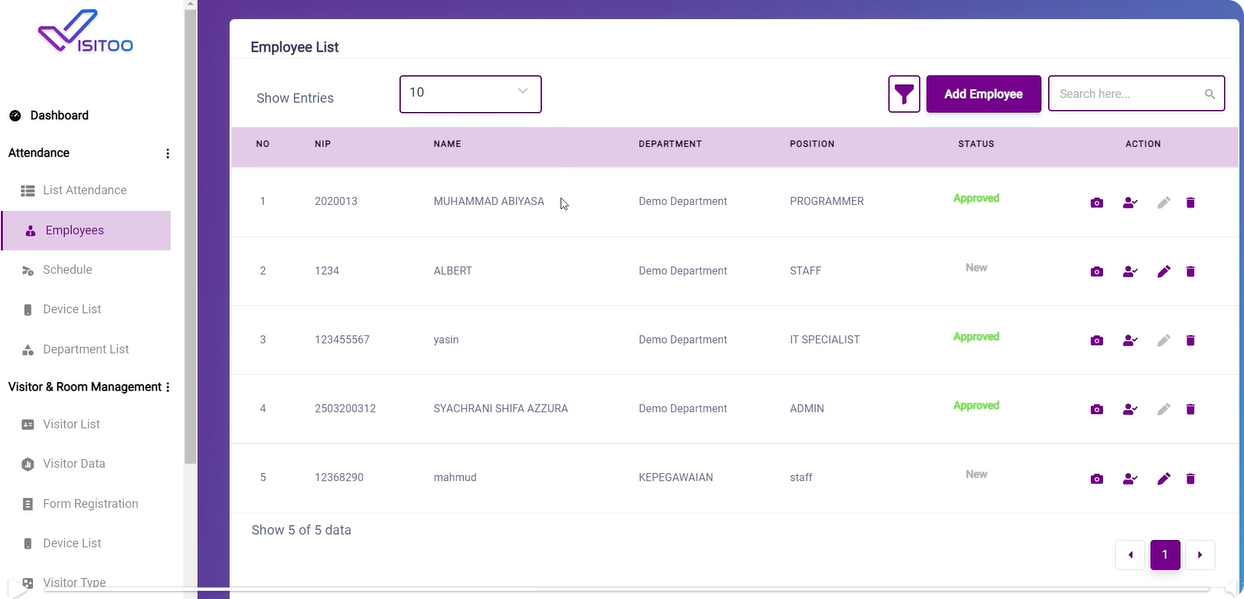 VISITOO
Dashboard
Attendance
List Attendance
Employees
Schedule
Device List
Department List
Visitor & Room Management
Visitor List
Visitor Data
Form Registration
Device List
Visitor Type
Employee List
Show Entries
10
Add Employee
Search here...
NO NIP NAME DEPARTMENT POSITION STATUS ACTION
1 2020013 MUHAMMAD ABIYASA Demo Department PROGRAMMER Approved
2 1234 ALBERT Demo Department STAFF New
3 123455567 yasin Demo Department IT SPECIALIST Approved
4 2503200312 SYACHRANI SHIFA AZZURA Demo Department ADMIN Approved
5 12368290 mahmud KEPEGAWAIAN staff New
Show 5 of 5 data
1